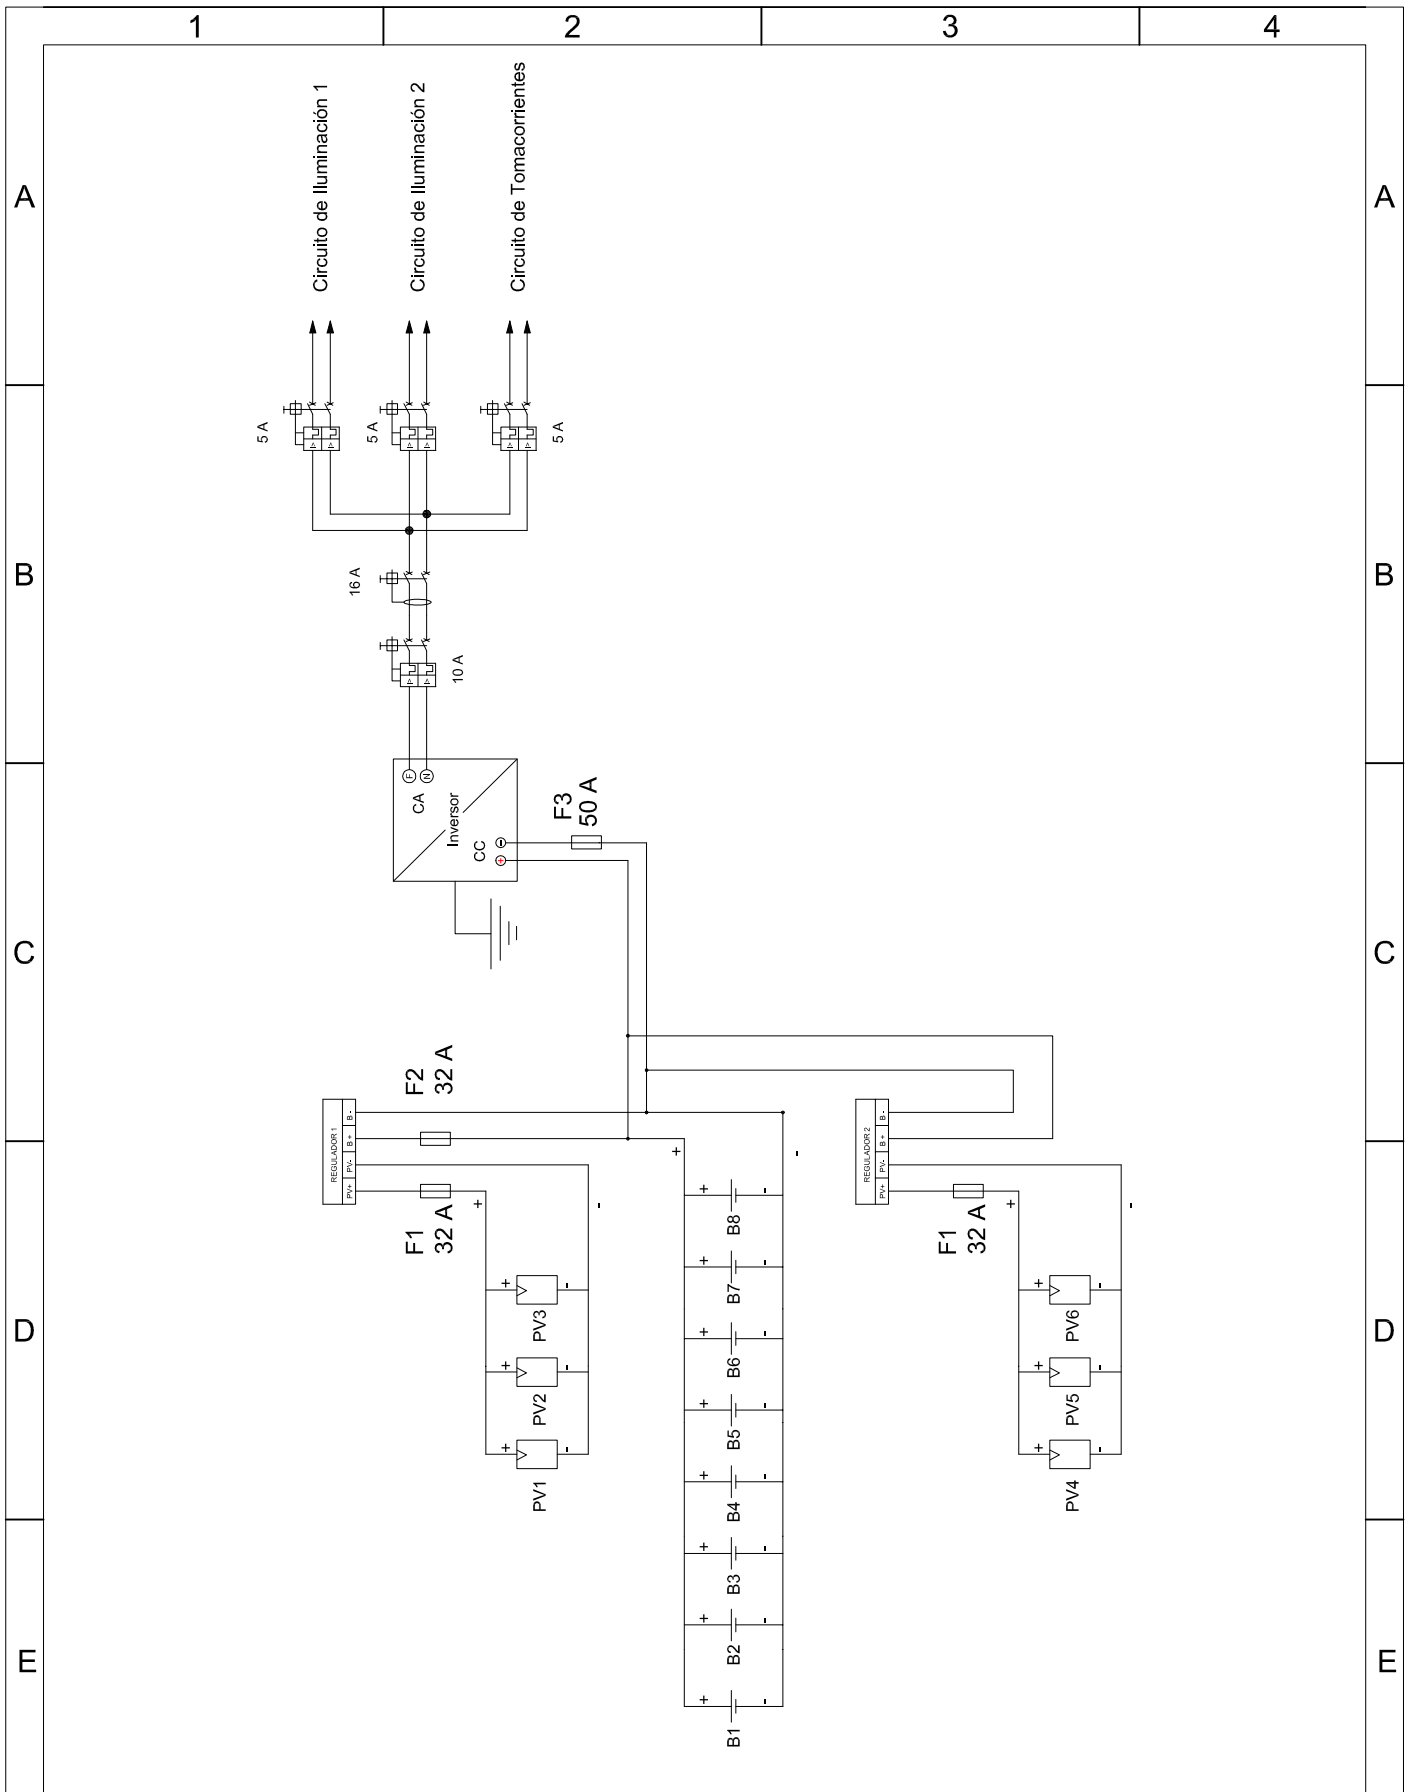 1 2 3 4
A A
Circuito de Iluminación 1
Circuito de Iluminación 2
Circuito de Tomacorrientes
5 A
5 A
5 A
I> I>
I> I>
I> I>
B B
16 A
10 A
I> I>
F N
CA
Inversor
CC
+ -
F3
50 A
C C
F2
32 A
REGULADOR 1
PV+ PV- B + B -
REGULADOR 2
PV+ PV- B + B -
F1
32 A
F1
32 A
+ -
+ -
+ -
D D
+ PV3 -
+ PV2 -
+ PV1 -
+ B8 -
+ B7 -
+ B6 -
+ B5 -
+ B4 -
+ B3 -
+ B2 -
+ B1 -
+ PV6 -
+ PV5 -
+ PV4 -
E E